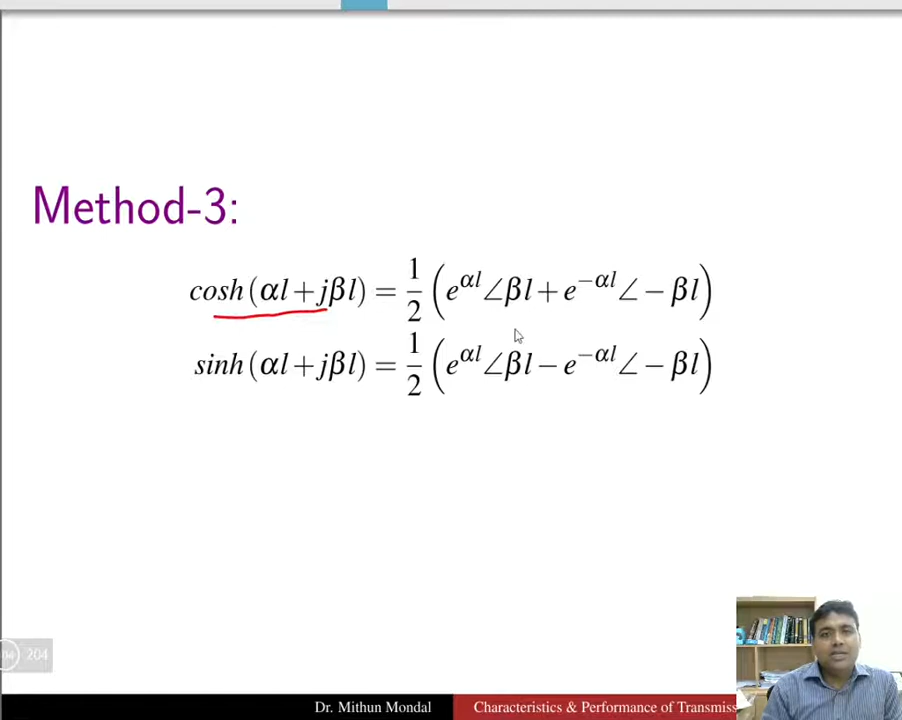 Method-3:
cosh(αl+jβl) = 1/2 (e^{αl}∠βl + e^{−αl}∠−βl)
sinh(αl+jβl) = 1/2 (e^{αl}∠βl − e^{−αl}∠−βl)
204
Dr. Mithun Mondal Characteristics & Performance of Transmiss